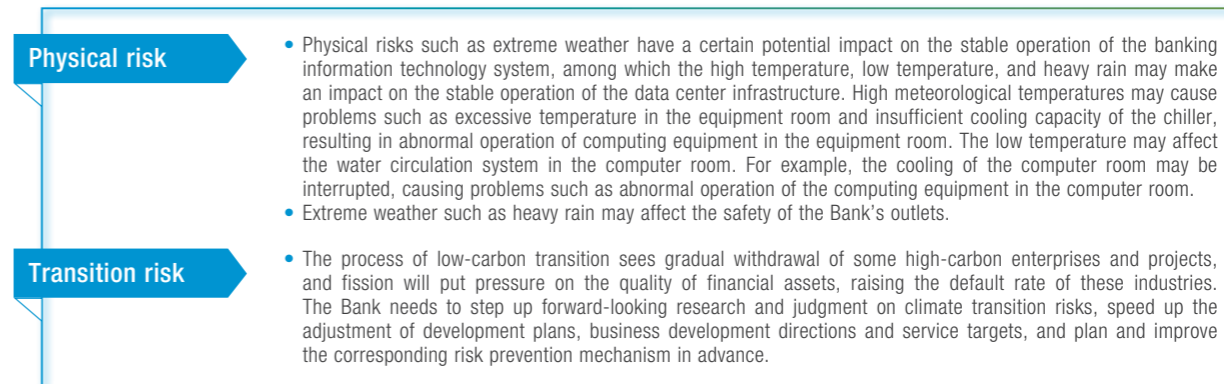 Physical risk
• Physical risks such as extreme weather have a certain potential impact on the stable operation of the banking
information technology system, among which the high temperature, low temperature, and heavy rain may make
an impact on the stable operation of the data center infrastructure. High meteorological temperatures may cause
problems such as excessive temperature in the equipment room and insufficient cooling capacity of the chiller,
resulting in abnormal operation of computing equipment in the equipment room. The low temperature may affect
the water circulation system in the computer room. For example, the cooling of the computer room may be
interrupted, causing problems such as abnormal operation of the computing equipment in the computer room.
• Extreme weather such as heavy rain may affect the safety of the Bank's outlets.
Transition risk
• The process of low-carbon transition sees gradual withdrawal of some high-carbon enterprises and projects,
and fission will put pressure on the quality of financial assets, raising the default rate of these industries.
The Bank needs to step up forward-looking research and judgment on climate transition risks, speed up the
adjustment of development plans, business development directions and service targets, and plan and improve
the corresponding risk prevention mechanism in advance.